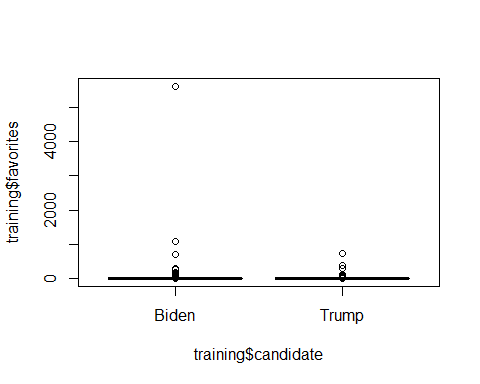 training$favorites
4000
2000
0
Biden Trump
training$candidate